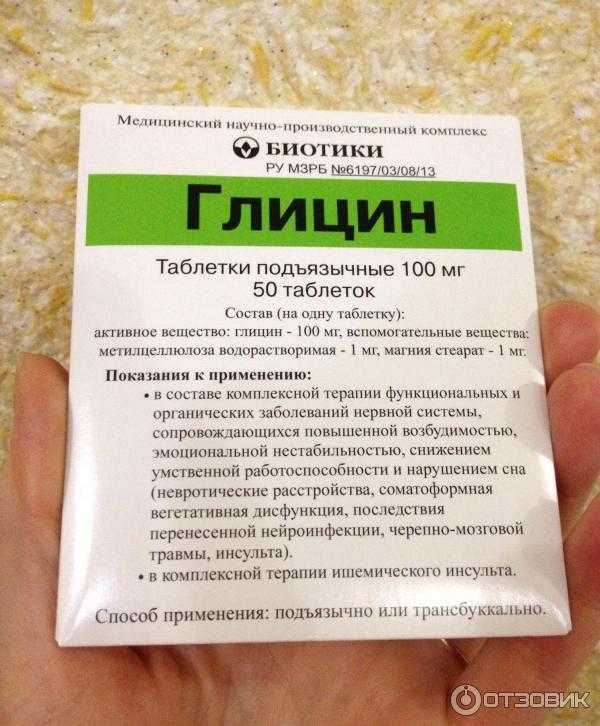 Медицинский научно-производственный комплекс
БИОТИКИ
РУ МЗРБ №6197/03/08/13
Глицин
Таблетки подъязычные 100 мг
50 таблеток
Состав (на одну таблетку):
активное вещество: глицин - 100 мг, вспомогательные вещества:
метилцеллюлоза водорастворимая - 1 мг, магния стеарат - 1 мг.
Показания к применению:
• в составе комплексной терапии функциональных и
органических заболеваний нервной системы,
сопровождающихся повышенной возбудимостью,
эмоциональной нестабильностью, снижением
умственной работоспособности и нарушением сна
(невротические расстройства, соматоформная
вегетативная дисфункция, последствия
перенесенной нейроинфекции, черепно-мозговой
травмы, инсульта).
• в комплексной терапии ишемического инсульта.
Способ применения: подъязычно или трансбуккально.
ОТЗОВИК